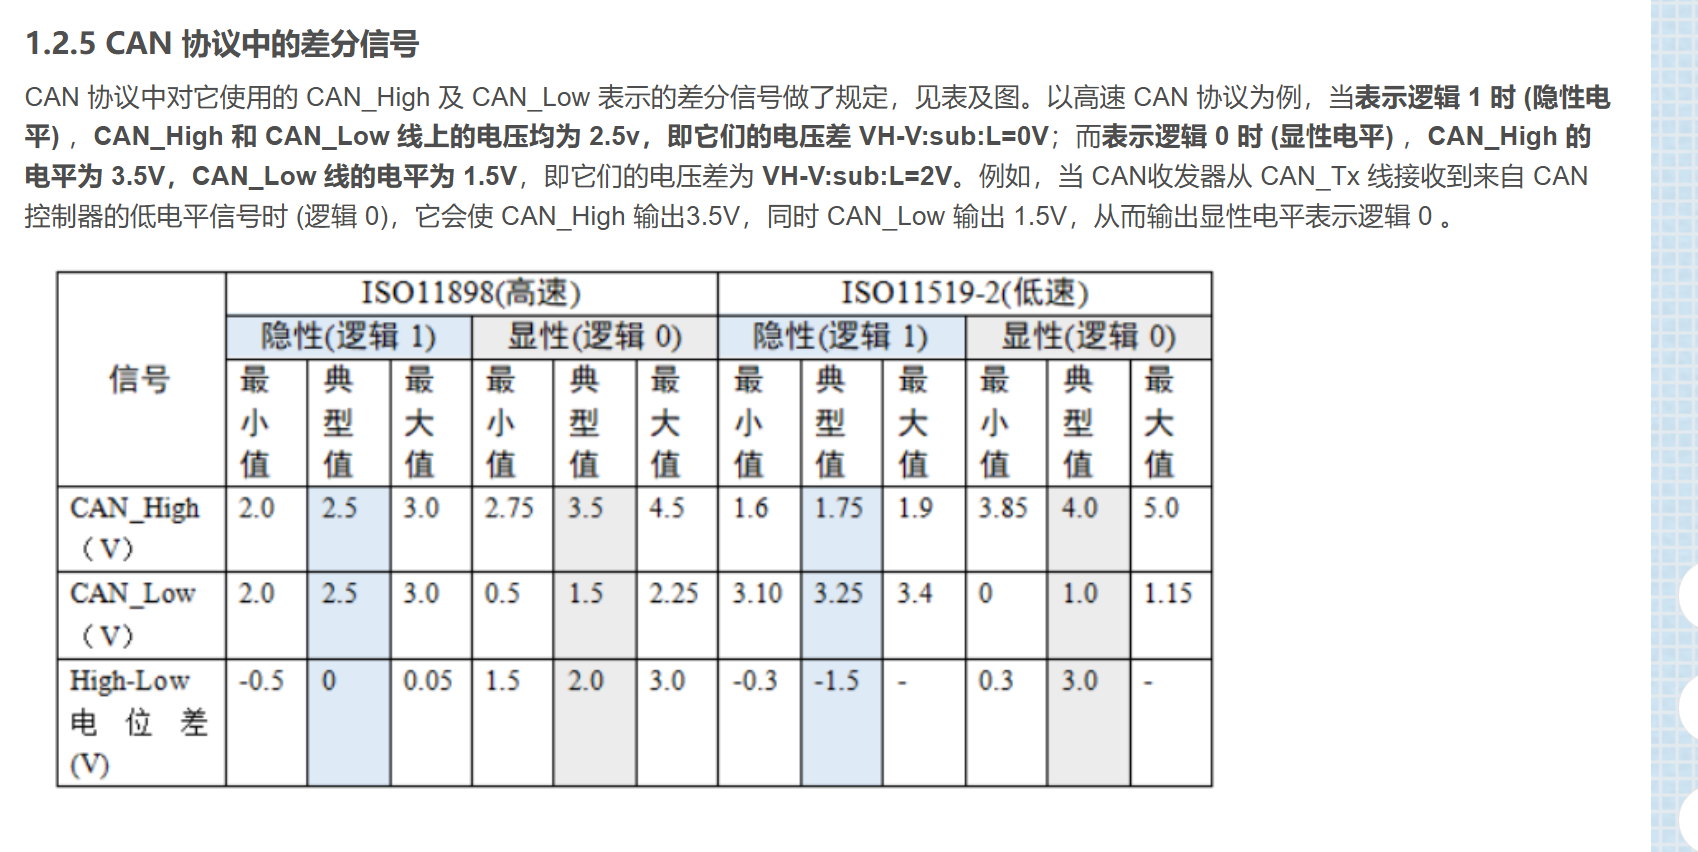 1.2.5 CAN 协议中的差分信号
CAN 协议中对它使用的 CAN_High 及 CAN_Low 表示的差分信号做了规定，见表及图。以高速 CAN 协议为例，当表示逻辑 1 时 (隐性电
平) ，CAN_High 和 CAN_Low 线上的电压均为 2.5v，即它们的电压差 VH-V:sub:L=0V；而表示逻辑 0 时 (显性电平) ，CAN_High 的
电平为 3.5V，CAN_Low 线的电平为 1.5V，即它们的电压差为 VH-V:sub:L=2V。例如，当 CAN收发器从 CAN_Tx 线接收到来自 CAN
控制器的低电平信号时 (逻辑 0)，它会使 CAN_High 输出3.5V，同时 CAN_Low 输出 1.5V，从而输出显性电平表示逻辑 0 。
信号 ISO11898(高速) ISO11519-2(低速)
隐性(逻辑 1) 显性(逻辑 0) 隐性(逻辑 1) 显性(逻辑 0)
最小值 典型值 最大值 最小值 典型值 最大值 最小值 典型值 最大值 最小值 典型值 最大值
CAN_High（V） 2.0 2.5 3.0 2.75 3.5 4.5 1.6 1.75 1.9 3.85 4.0 5.0
CAN_Low（V） 2.0 2.5 3.0 0.5 1.5 2.25 3.10 3.25 3.4 0 1.0 1.15
High-Low 电位差(V) -0.5 0 0.05 1.5 2.0 3.0 -0.3 -1.5 - 0.3 3.0 -